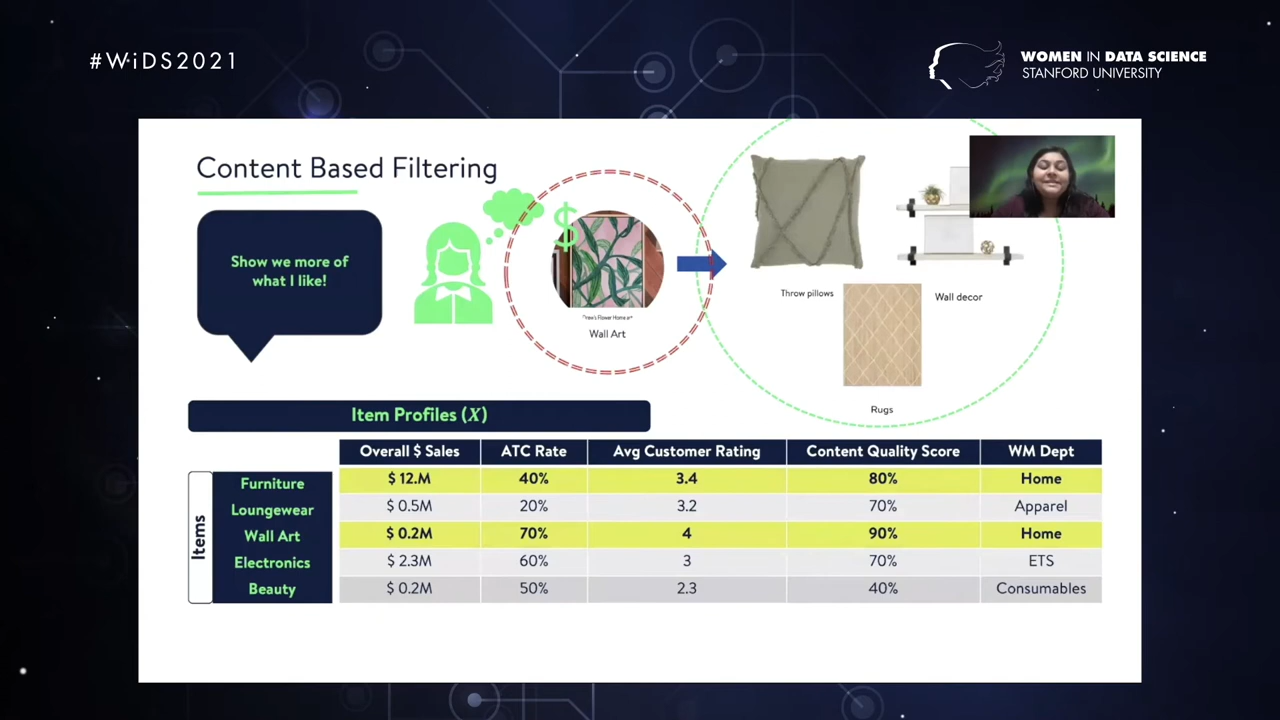 #WiDS2021
WOMEN IN DATA SCIENCE
STANFORD UNIVERSITY
Content Based Filtering
Show we more of
what I like!
$
Wall Art
Throw pillows
Wall decor
Rugs
Item Profiles (X)
Overall $ Sales ATC Rate Avg Customer Rating Content Quality Score WM Dept
Items
Furniture $ 12.M 40% 3.4 80% Home
Loungewear $ 0.5M 20% 3.2 70% Apparel
Wall Art $ 0.2M 70% 4 90% Home
Electronics $ 2.3M 60% 3 70% ETS
Beauty $ 0.2M 50% 2.3 40% Consumables